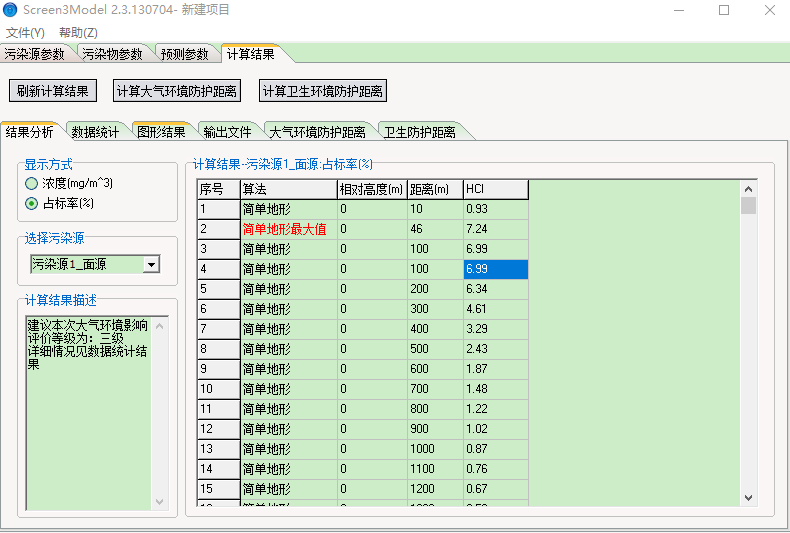 Screen3Model 2.3.130704- 新建项目
文件(Y) 帮助(Z)
污染源参数 污染物参数 预测参数 计算结果
刷新计算结果 计算大气环境防护距离 计算卫生环境防护距离
结果分析 数据统计 图形结果 输出文件 大气环境防护距离 卫生防护距离
显示方式
浓度(mg/m^3)
占标率(%)
选择污染源
污染源1_面源
计算结果描述
建议本次大气环境影响
评价等级为：三级
详细情况见数据统计结
果
计算结果--污染源1_面源:占标率(%)
序号 算法 相对高度(m) 距离(m) HCl
1 简单地形 0 10 0.93
2 简单地形最大值 0 46 7.24
3 简单地形 0 100 6.99
4 简单地形 0 100 6.99
5 简单地形 0 200 6.34
6 简单地形 0 300 4.61
7 简单地形 0 400 3.29
8 简单地形 0 500 2.43
9 简单地形 0 600 1.87
10 简单地形 0 700 1.48
11 简单地形 0 800 1.22
12 简单地形 0 900 1.02
13 简单地形 0 1000 0.87
14 简单地形 0 1100 0.76
15 简单地形 0 1200 0.67